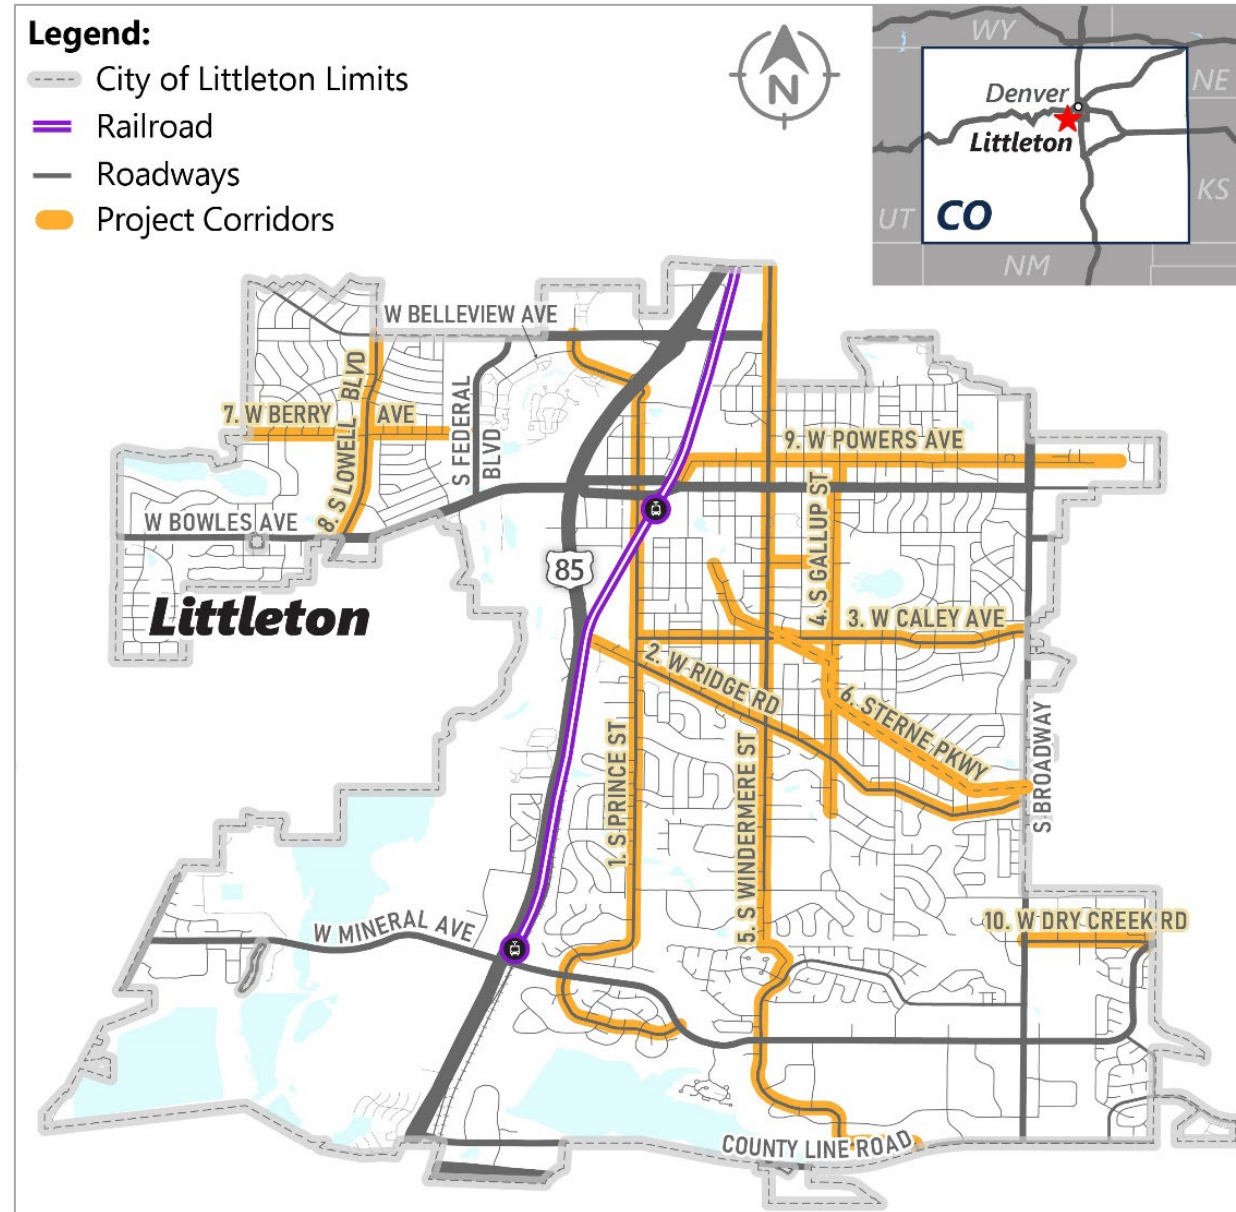 Legend:
City of Littleton Limits
Railroad
Roadways
Project Corridors
N
WY
NE
Denver
Littleton
KS
UT
CO
NM
W BELLEVIEW AVE
7. W BERRY AVE
8. S LOWELL BLVD
S FEDERAL
BLVD
9. W POWERS AVE
W BOWLES AVE
4. S GALLUP ST
85
Littleton
3. W CALEY AVE
2. W RIDGE RD
6. STERNE PKWY
1. S PRINCE ST
5. S WINDERMERE ST
S BROADWAY
W MINERAL AVE
10. W DRY CREEK RD
COUNTY LINE ROAD